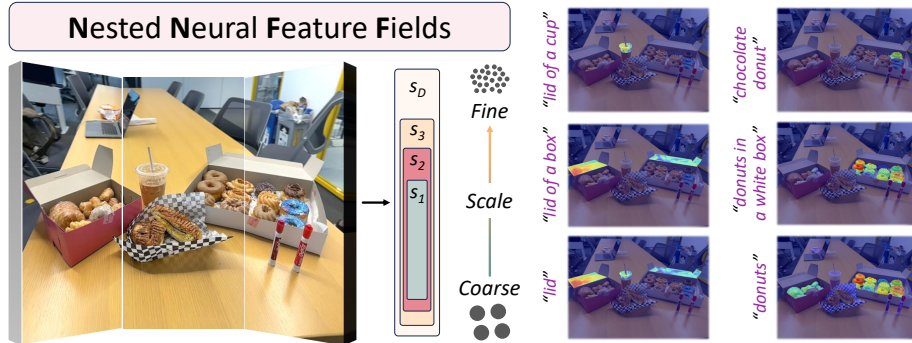 Nested Neural Feature Fields
s_D
s_3
s_2
s_1
Fine
Scale
Coarse
"lid of a cup"
"chocolate
donut"
"lid of a box"
"donuts in
a white box"
"lid"
"donuts"